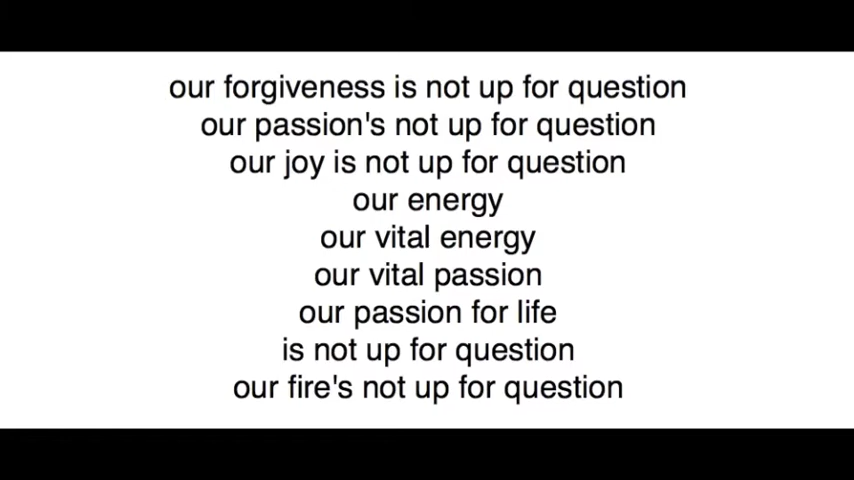 our forgiveness is not up for question
our passion's not up for question
our joy is not up for question
our energy
our vital energy
our vital passion
our passion for life
is not up for question
our fire's not up for question